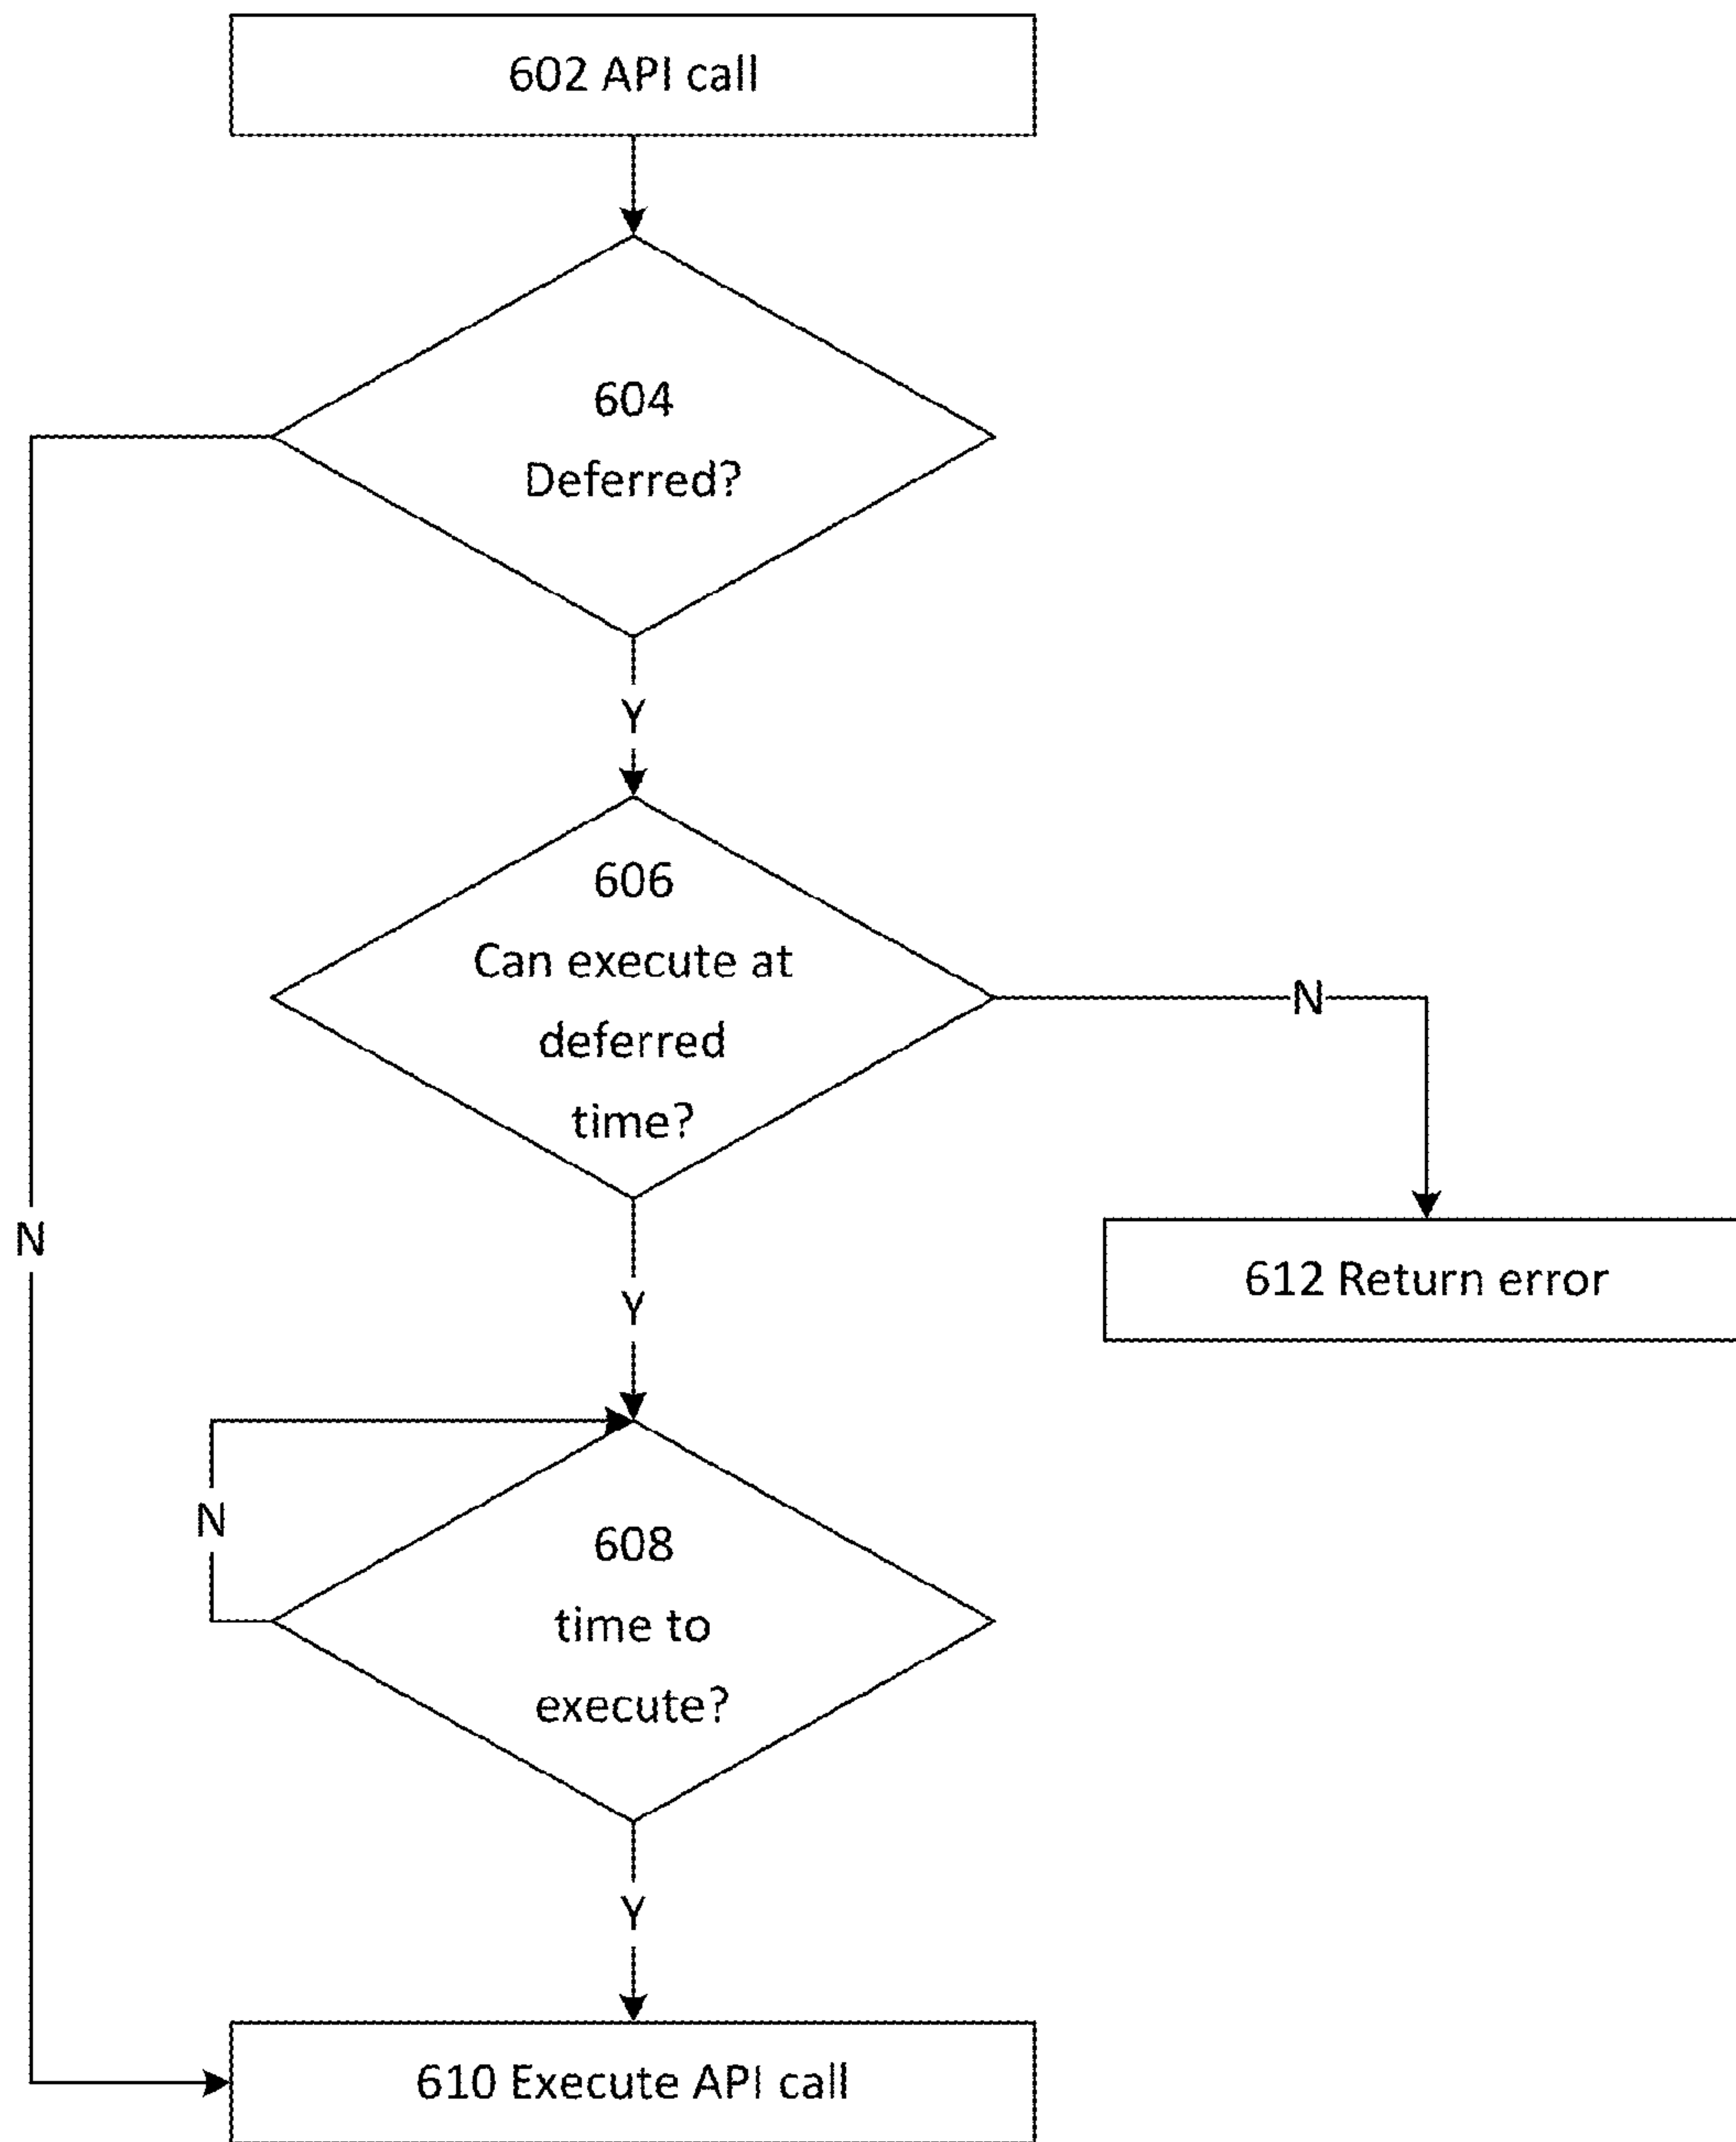 602 API call
604
Deferred?
Y
606
Can execute at
deferred
time?
N
N
612 Return error
Y
N
608
time to
execute?
Y
610 Execute API call